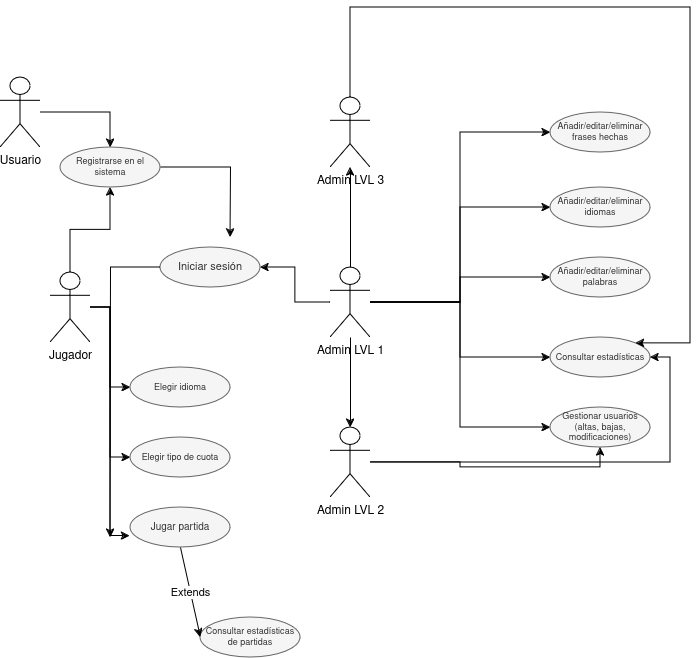 Usuario
Registrarse en el
sistema
Iniciar sesión
Jugador
Elegir idioma
Elegir tipo de cuota
Jugar partida
Extends
Consultar estadísticas
de partidas
Admin LVL 3
Admin LVL 1
Admin LVL 2
Añadir/editar/eliminar
frases hechas
Añadir/editar/eliminar
idiomas
Añadir/editar/eliminar
palabras
Consultar estadísticas
Gestionar usuarios
(altas, bajas,
modificaciones)